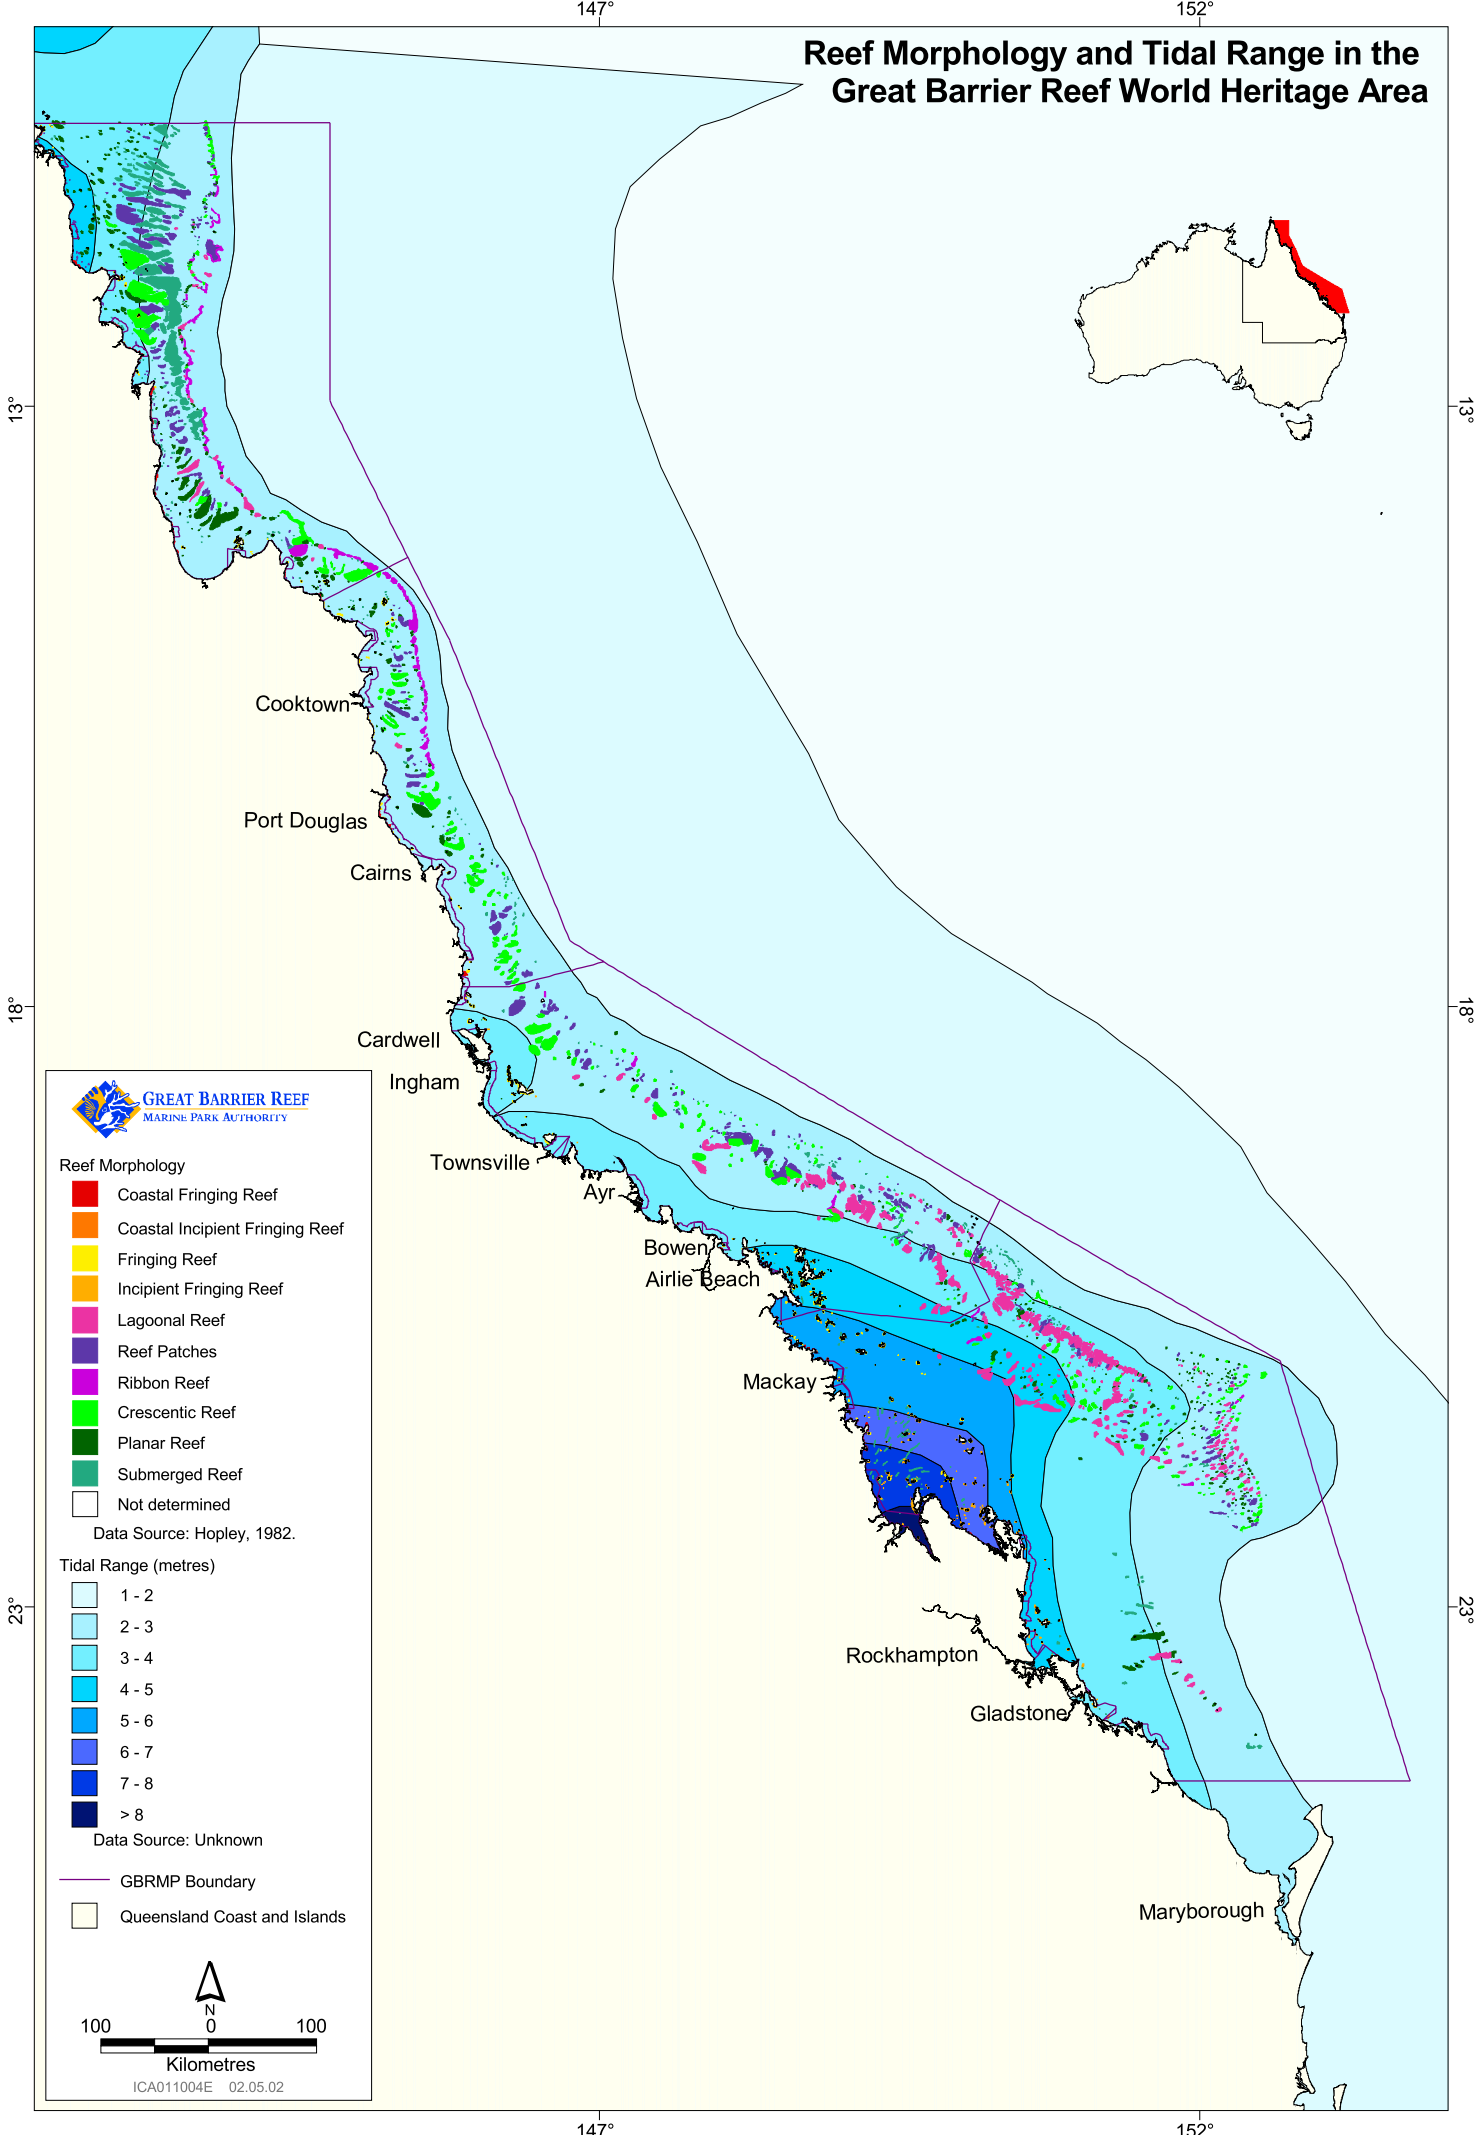 147°
152°
Reef Morphology and Tidal Range in the
Great Barrier Reef World Heritage Area
13°
13°
Cooktown
Port Douglas
Cairns
18°
18°
Cardwell
Ingham
Townsville
Ayr
Bowen
Airlie Beach
Mackay
23°
23°
Rockhampton
Gladstone
Maryborough
GREAT BARRIER REEF
MARINE PARK AUTHORITY
Reef Morphology
Coastal Fringing Reef
Coastal Incipient Fringing Reef
Fringing Reef
Incipient Fringing Reef
Lagoonal Reef
Reef Patches
Ribbon Reef
Crescentic Reef
Planar Reef
Submerged Reef
Not determined
Data Source: Hopley, 1982.
Tidal Range (metres)
1 - 2
2 - 3
3 - 4
4 - 5
5 - 6
6 - 7
7 - 8
> 8
Data Source: Unknown
GBRMP Boundary
Queensland Coast and Islands
N
100 0 100
Kilometres
ICA011004E 02.05.02
147°
152°